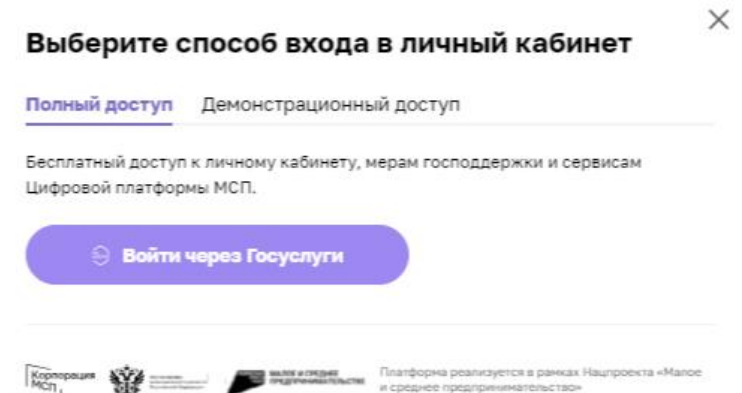 Выберите способ входа в личный кабинет
Полный доступ Демонстрационный доступ
Бесплатный доступ к личному кабинету, мерам господдержки и сервисам
Цифровой платформы МСП.
Войти через Госуслуги
Корпорация
МСП
МАЛОЕ И СРЕДНЕЕ
ПРЕДПРИНИМАТЕЛЬСТВО
Платформа реализуется в рамках Нацпроекта «Малое
и среднее предпринимательство»